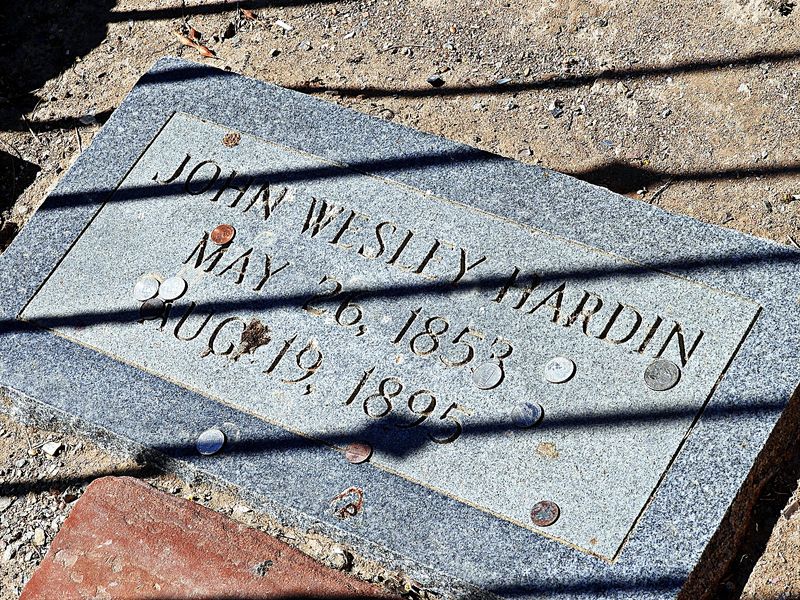 JOHN WESLEY HARDIN
MAY 26, 1853
AUG. 19, 1895